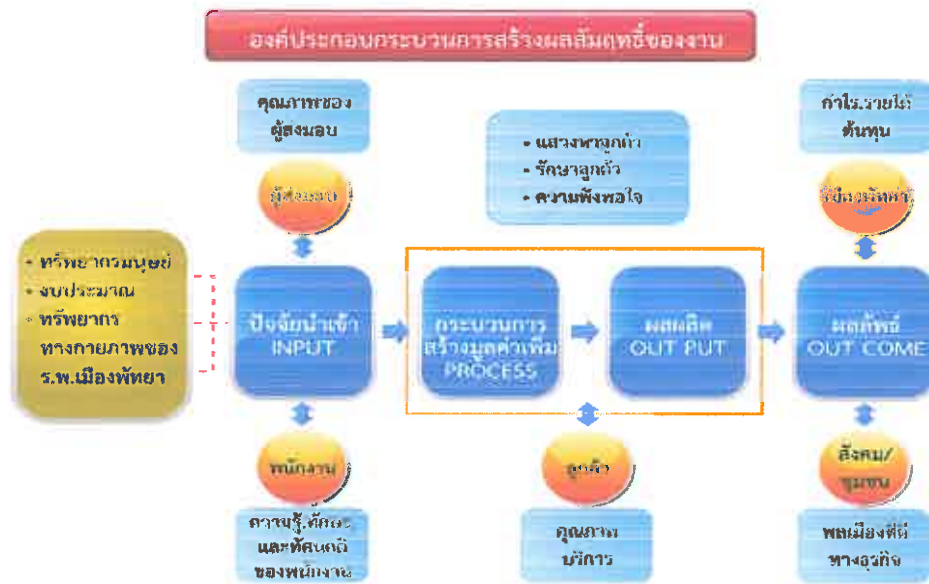 องค์ประกอบกระบวนการสร้างผลสัมฤทธิ์ของงาน
คุณภาพของ
ผู้ส่งมอบ
• แสวงหาลูกค้า
• รักษาลูกค้า
• ความพึงพอใจ
กำไร,รายได้
ต้นทุน
ผู้ส่งมอบ
• ทรัพยากรมนุษย์
• งบประมาณ
• ทรัพยากร
ทางกายภาพของ
ร.พ.เมืองพัทยา
ปัจจัยนำเข้า
INPUT
กระบวนการ
สร้างมูลค่าเพิ่ม
PROCESS
ผลผลิต
OUT PUT
ผลลัพธ์
OUT COME
พนักงาน
ลูกค้า
สังคม/
ชุมชน
ความรู้,ทักษะ
และทัศนคติ
ของพนักงาน
คุณภาพ
บริการ
พลเมืองที่ดี
ทางธุรกิจ